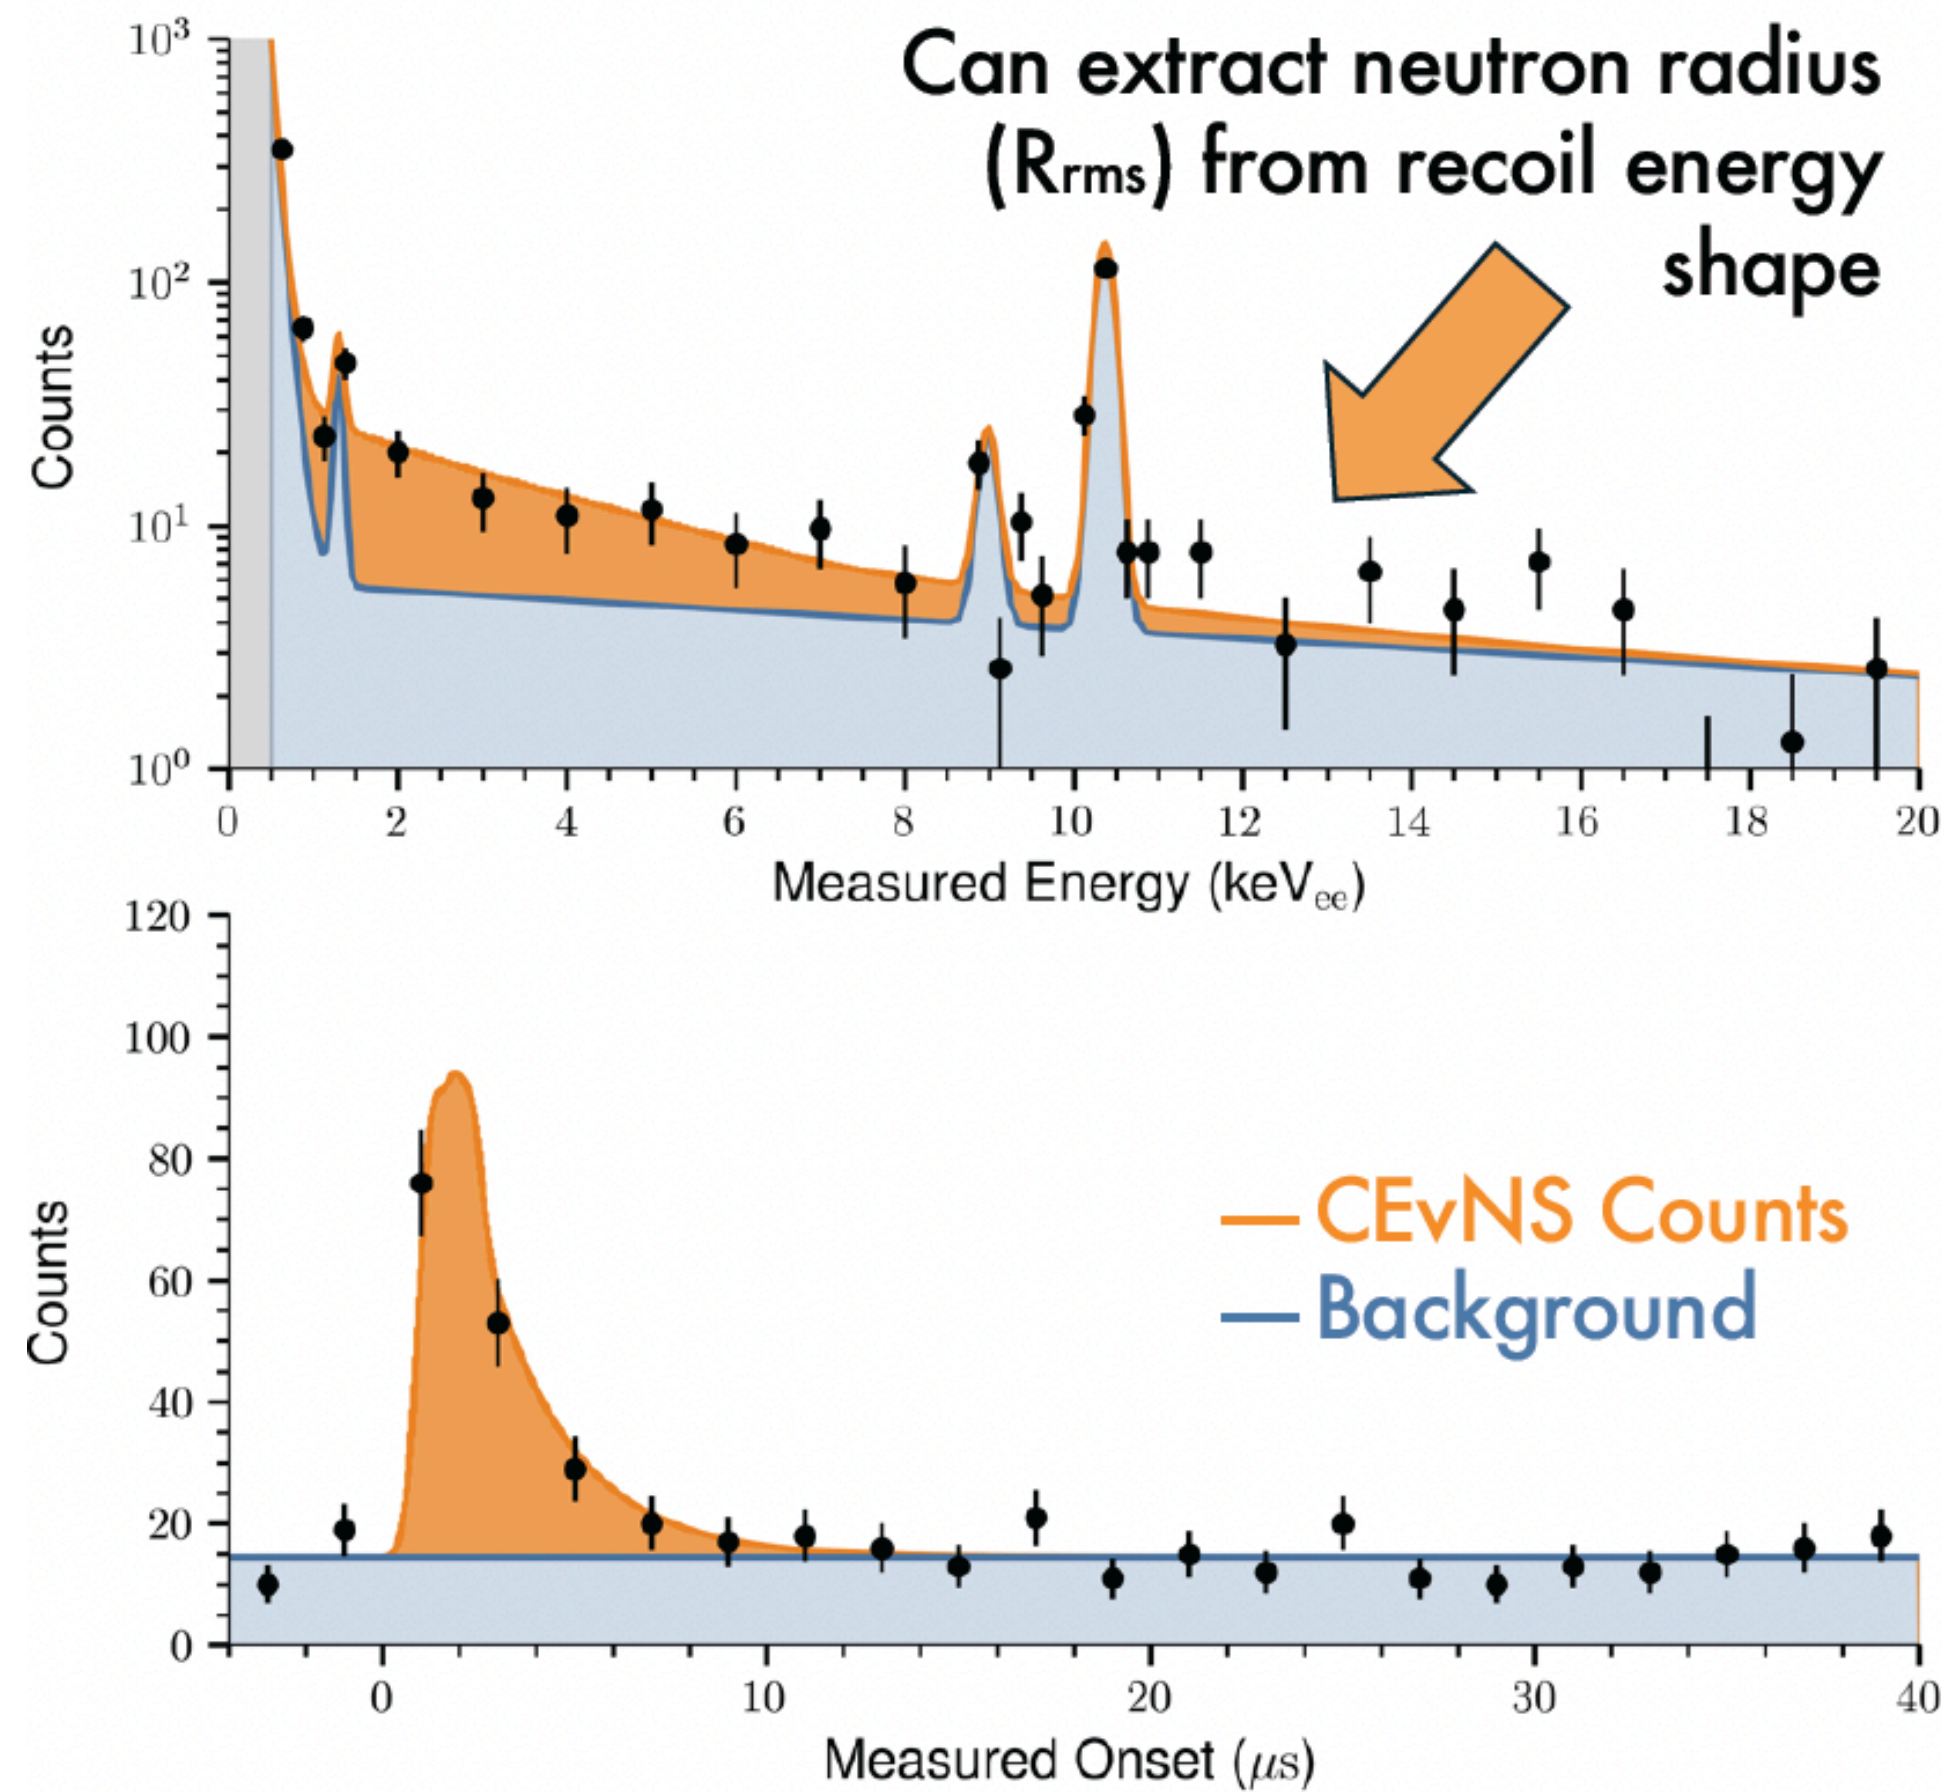 Can extract neutron radius
(Rrms) from recoil energy
shape
Counts
10³
10²
10¹
10⁰
0 2 4 6 8 10 12 14 16 18 20
Measured Energy (keVₑₑ)
Counts
120
100
80
60
40
20
0
CEvNS Counts
Background
0 10 20 30 40
Measured Onset (μs)